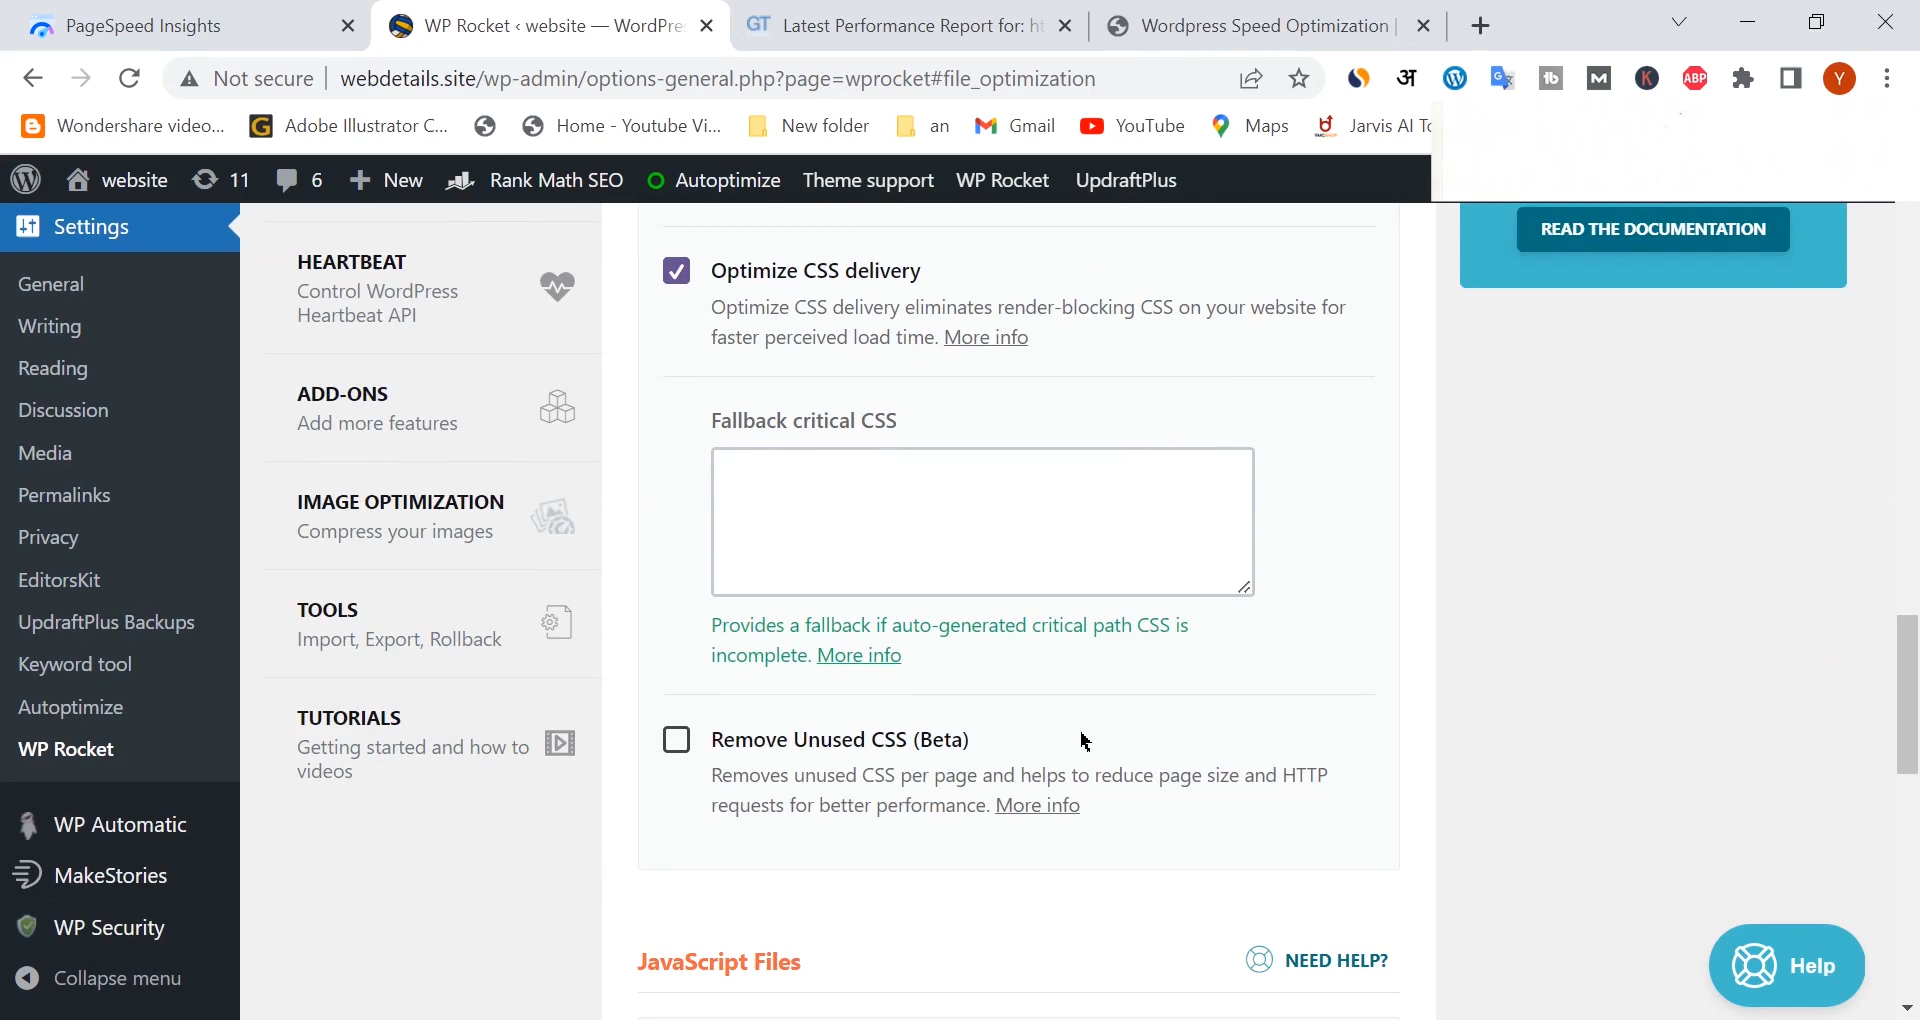 PageSpeed Insights
WP Rocket ‹ website — WordPre
GT Latest Performance Report for: ht
Wordpress Speed Optimization |
Not secure | webdetails.site/wp-admin/options-general.php?page=wprocket#file_optimization
अ
M
K
ABP
Y
Wondershare video...
Adobe Illustrator C...
Home - Youtube Vi...
New folder
an
Gmail
YouTube
Maps
Jarvis AI To
website
11
6
New
Rank Math SEO
Autoptimize
Theme support
WP Rocket
UpdraftPlus
Settings
General
Writing
Reading
Discussion
Media
Permalinks
Privacy
EditorsKit
UpdraftPlus Backups
Keyword tool
Autoptimize
WP Rocket
WP Automatic
MakeStories
WP Security
Collapse menu
HEARTBEAT
Control WordPress
Heartbeat API
ADD-ONS
Add more features
IMAGE OPTIMIZATION
Compress your images
TOOLS
Import, Export, Rollback
TUTORIALS
Getting started and how to
videos
Optimize CSS delivery
Optimize CSS delivery eliminates render-blocking CSS on your website for
faster perceived load time. More info
Fallback critical CSS
Provides a fallback if auto-generated critical path CSS is
incomplete. More info
Remove Unused CSS (Beta)
Removes unused CSS per page and helps to reduce page size and HTTP
requests for better performance. More info
JavaScript Files
NEED HELP?
READ THE DOCUMENTATION
Help